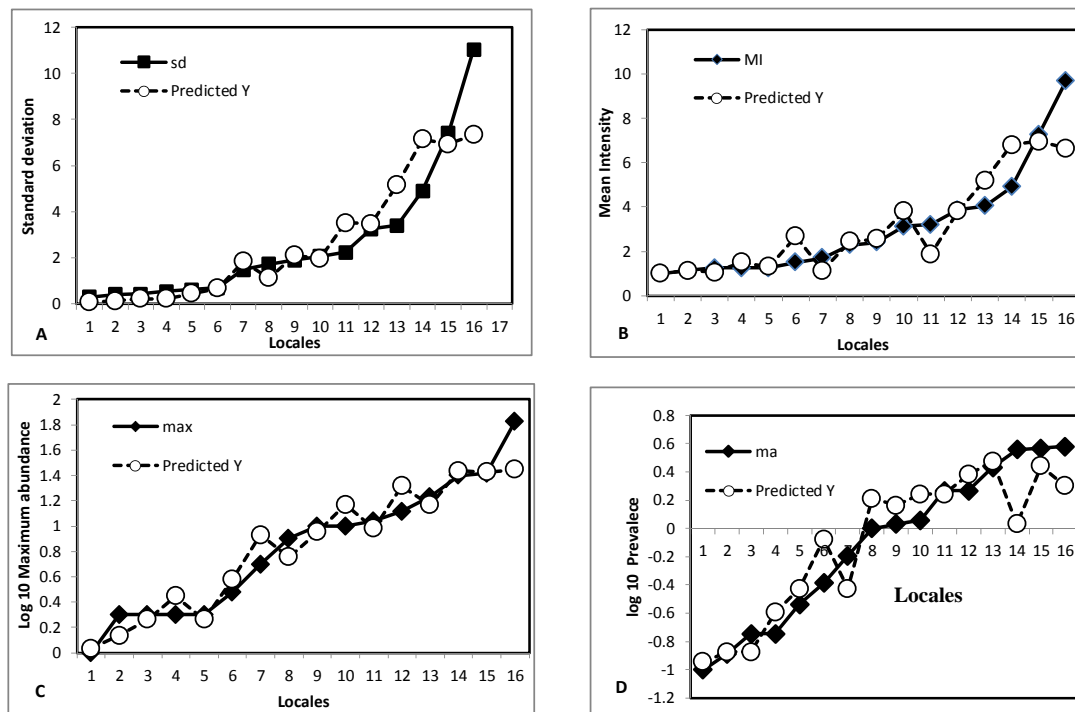 12
10
8
6
4
2
0
sd
Predicted Y
Standard deviation
1 2 3 4 5 6 7 8 9 10 11 12 13 14 15 16 17
Locales
A
12
10
8
6
4
2
0
MI
Predicted Y
Mean Intensity
1 2 3 4 5 6 7 8 9 10 11 12 13 14 15 16
Locales
B
2
1.8
1.6
1.4
1.2
1
0.8
0.6
0.4
0.2
0
max
Predicted Y
Log 10 Maximum abundance
1 2 3 4 5 6 7 8 9 10 11 12 13 14 15 16
Locales
C
0.8
0.6
0.4
0.2
0
-0.2
-0.4
-0.6
-0.8
-1
-1.2
ma
Predicted Y
log 10 Prevalece
1 2 3 4 5 6 7 8 9 10 11 12 13 14 15 16
Locales
D